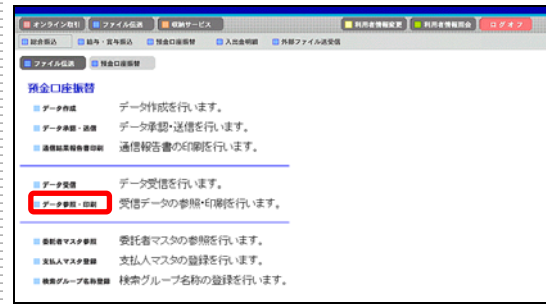 オンライン取引 ファイル伝送 収納サービス 利用者情報変更 利用者情報照会 ログオフ
総合振込 給与・賞与振込 預金口座振替 入出金明細 外部ファイル送受信
ファイル伝送 預金口座振替
預金口座振替
データ作成 データ作成を行います。
データ承認・送信 データ承認・送信を行います。
通信結果報告書印刷 通信報告書の印刷を行います。
データ受信 データ受信を行います。
データ参照・印刷 受信データの参照・印刷を行います。
委託者マスタ参照 委託者マスタの参照を行います。
支払人マスタ登録 支払人マスタの登録を行います。
検索グループ名称登録 検索グループ名称の登録を行います。